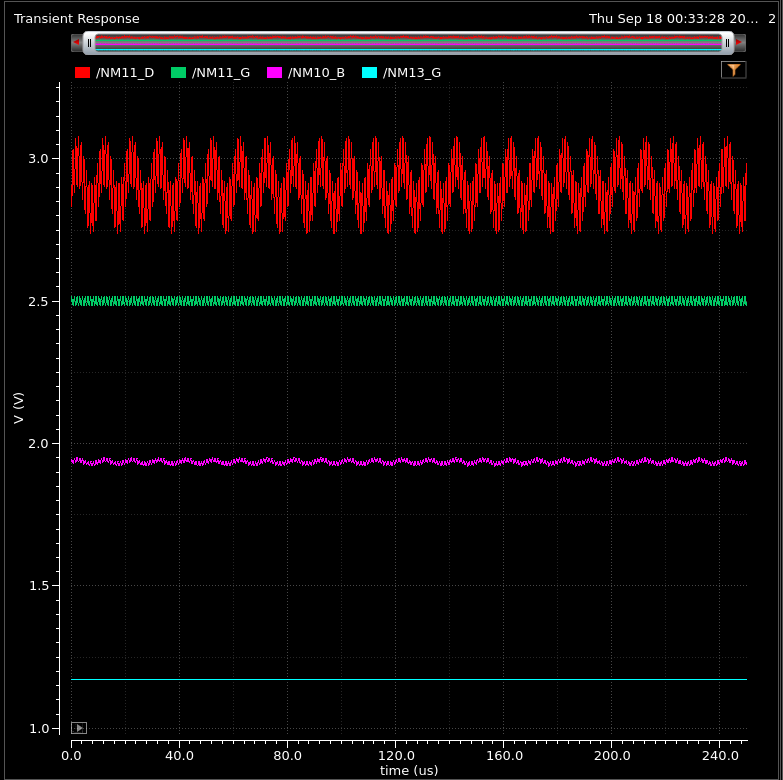 Transient Response
Thu Sep 18 00:33:28 20... 2
/NM11_D /NM11_G /NM10_B /NM13_G
3.0
2.5
2.0
1.5
1.0
V (V)
0.0 40.0 80.0 120.0 160.0 200.0 240.0
time (us)